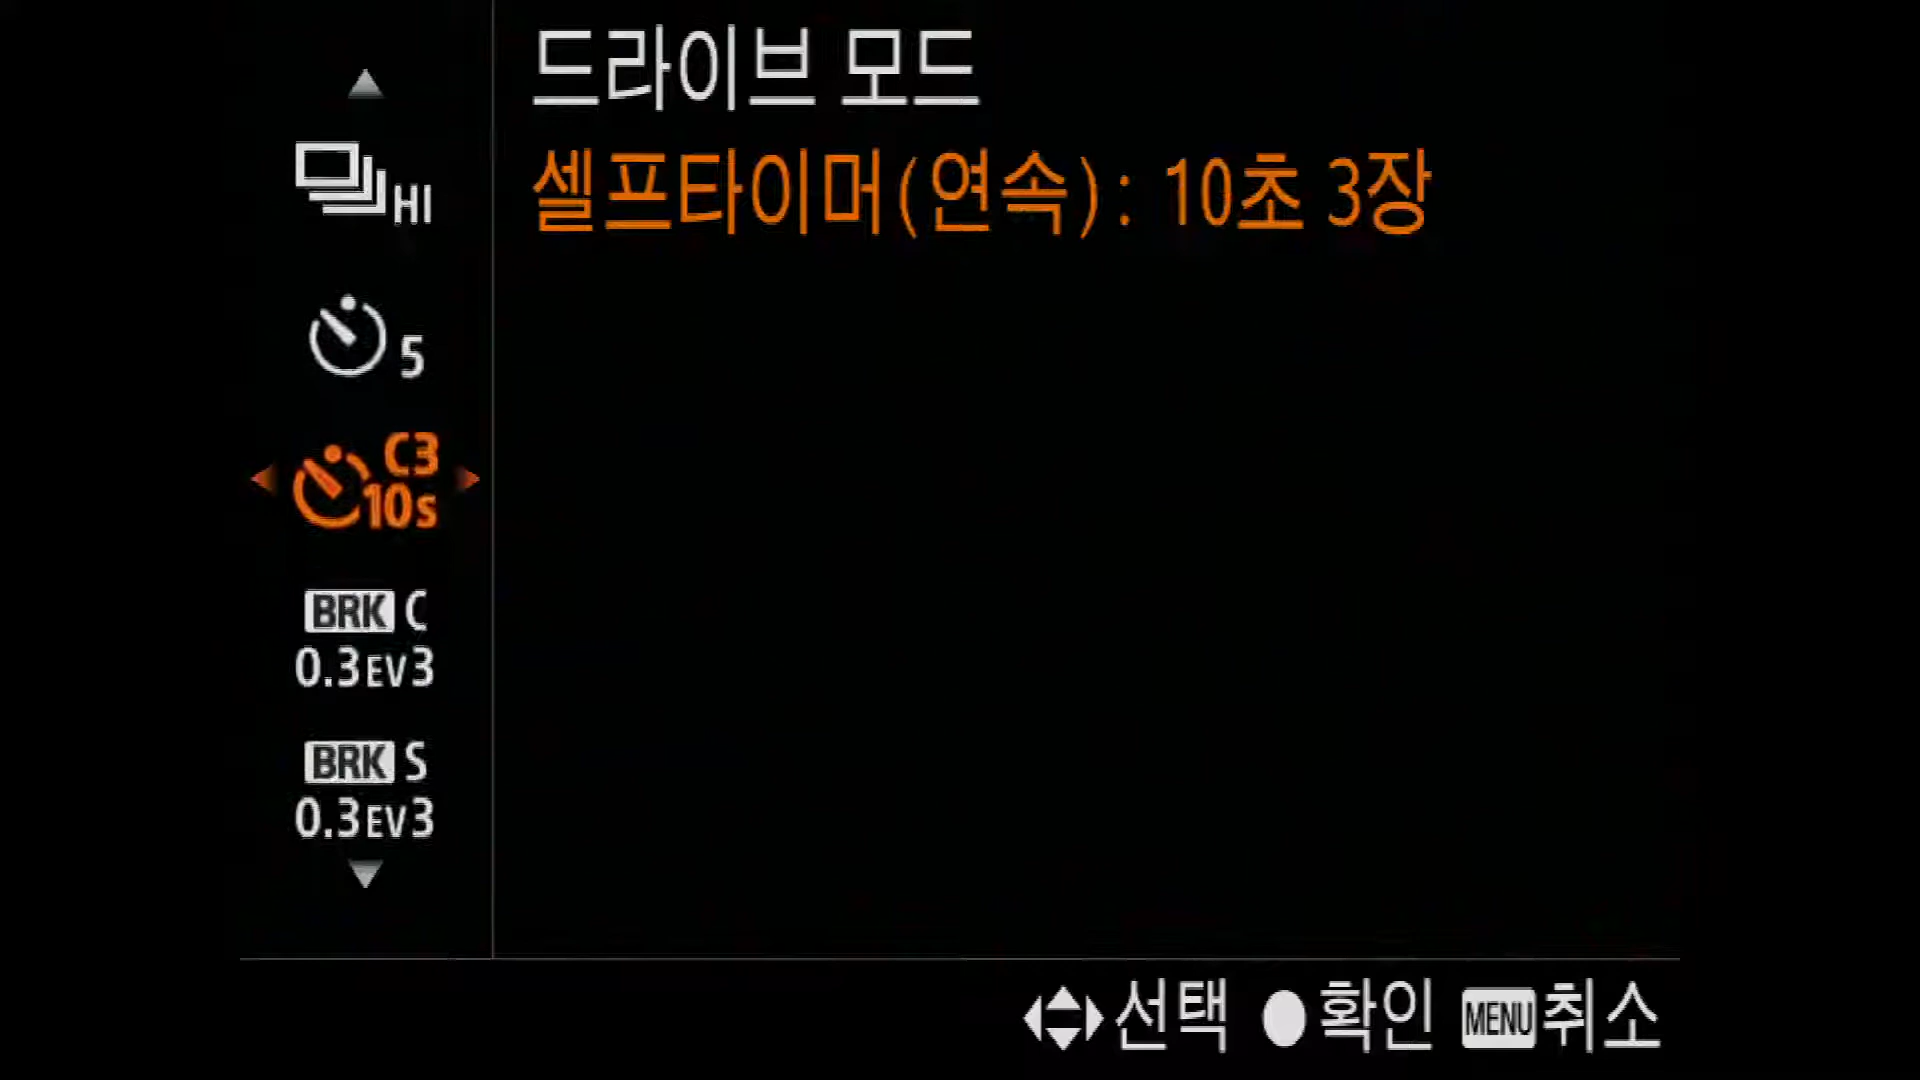 드라이브 모드
셀프타이머(연속): 10초 3장
HI
5
C3
10s
BRK C
0.3EV3
BRK S
0.3EV3
선택 확인 MENU 취소